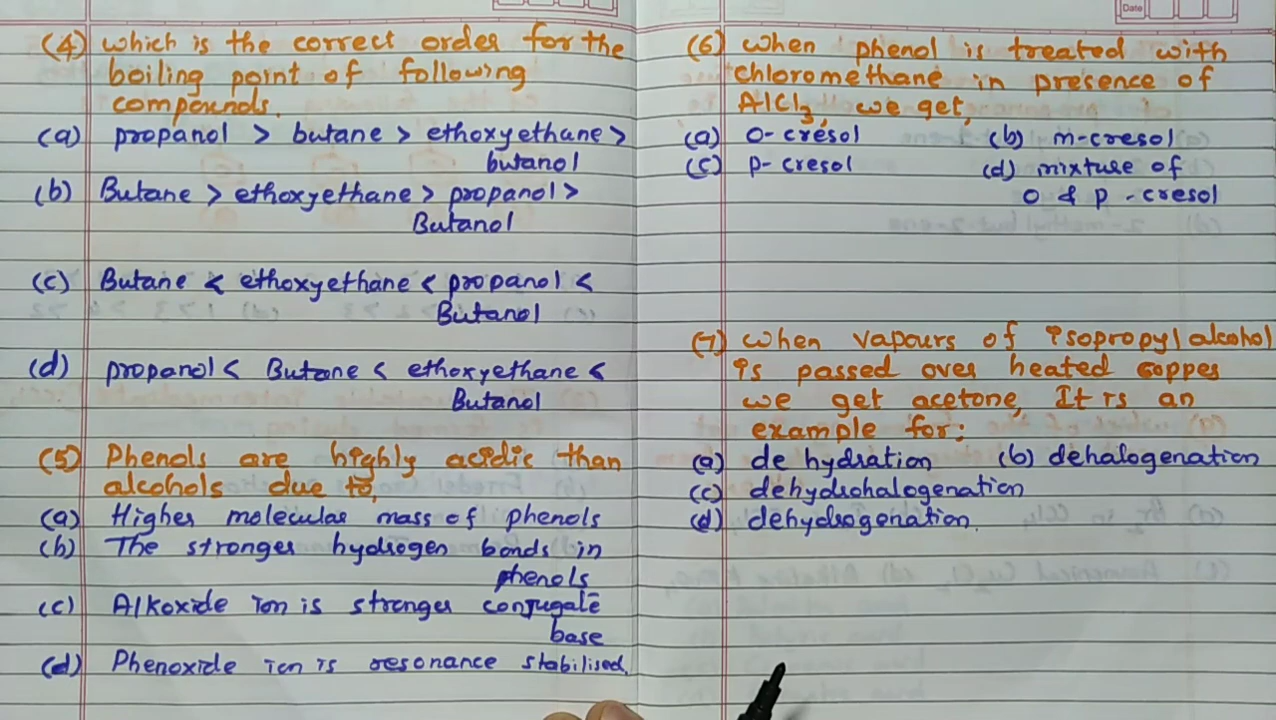 Date
(4) which is the correct order for the
boiling point of following
compounds.
(a) propanol > butane > ethoxyethane >
butanol
(b) Butane > ethoxyethane > propanol >
Butanol
(c) Butane < ethoxyethane < propanol <
Butanol
(d) propanol < Butane < ethoxyethane <
Butanol
(5) Phenols are highly acidic than
alcohols due to,
(a) Higher molecular mass of phenols
(b) The stronger hydrogen bonds in
phenols
(c) Alkoxide ion is stronger conjugate
base
(d) Phenoxide ion is resonance stabilised.
(6) when phenol is treated with
chloromethane in presence of
AlCl3, we get,
(a) o-cresol (b) m-cresol
(c) p-cresol (d) mixture of
o & p-cresol
(7) when vapours of isopropyl alcohol
is passed over heated copper
we get acetone, It is an
example for:
(a) dehydration (b) dehalogenation
(c) dehydrohalogenation
(d) dehydrogenation.